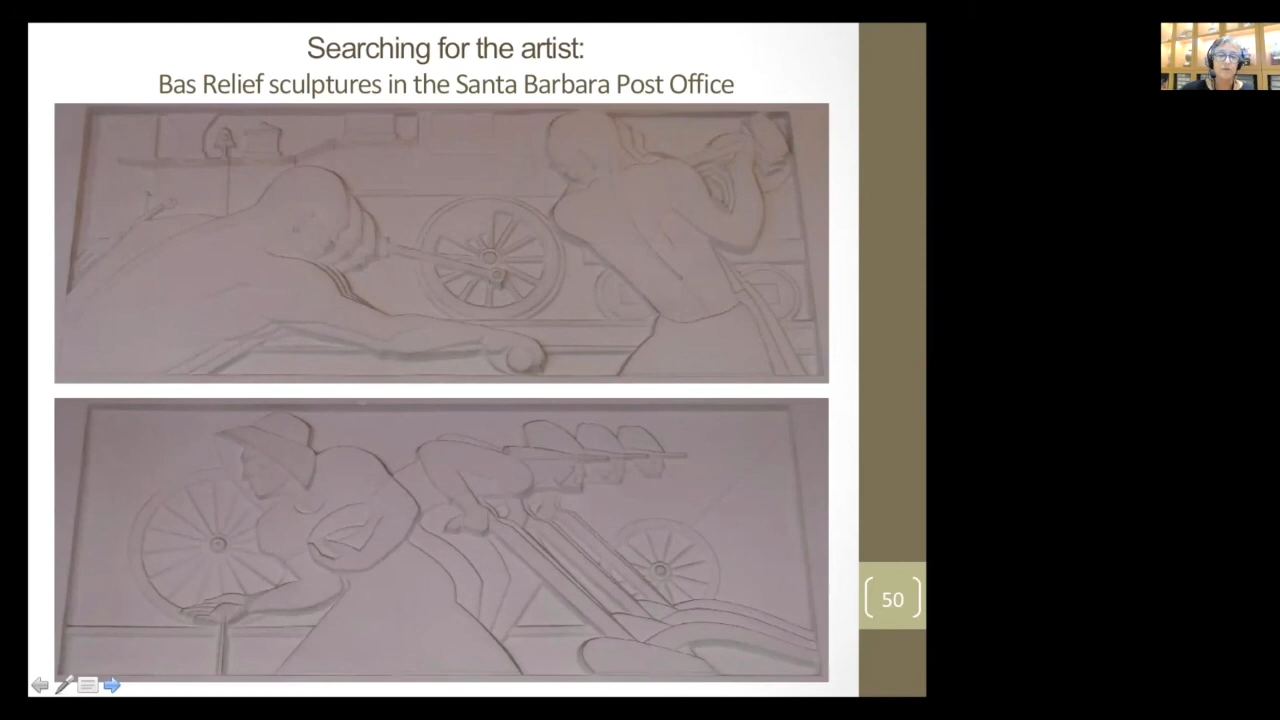 Searching for the artist:
Bas Relief sculptures in the Santa Barbara Post Office
50